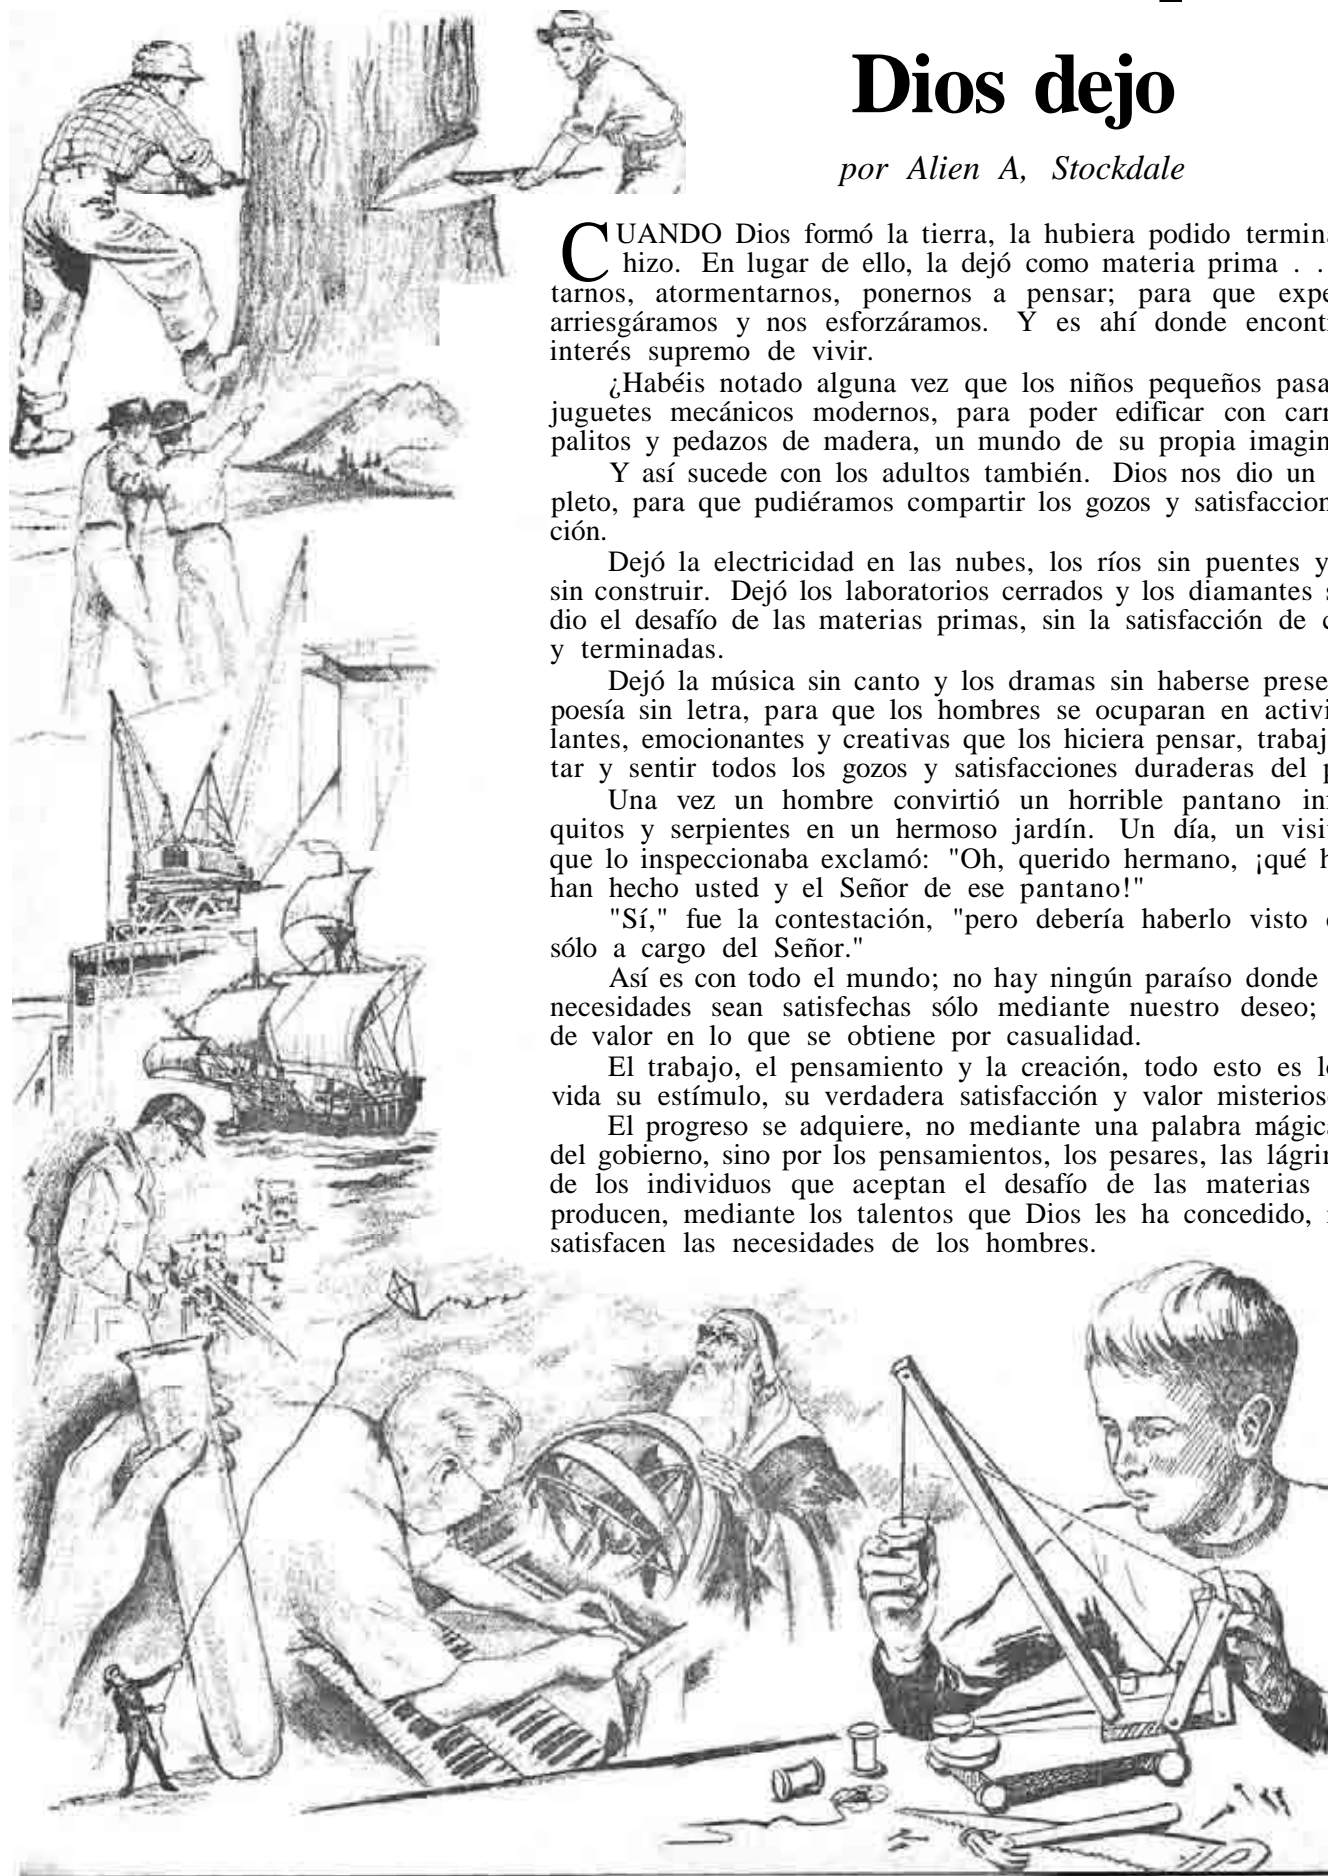 Dios dejo
por Alien A, Stockdale
CUANDO Dios formó la tierra, la hubiera podido termina
hizo. En lugar de ello, la dejó como materia prima . .
tarnos, atormentarnos, ponernos a pensar; para que expe
arriesgáramos y nos esforzáramos. Y es ahí donde encont
interés supremo de vivir.
¿Habéis notado alguna vez que los niños pequeños pasa
juguetes mecánicos modernos, para poder edificar con carr
palitos y pedazos de madera, un mundo de su propia imagin
Y así sucede con los adultos también. Dios nos dio un
pleto, para que pudiéramos compartir los gozos y satisfaccion
ción.
Dejó la electricidad en las nubes, los ríos sin puentes y
sin construir. Dejó los laboratorios cerrados y los diamantes s
dio el desafío de las materias primas, sin la satisfacción de c
y terminadas.
Dejó la música sin canto y los dramas sin haberse prese
poesía sin letra, para que los hombres se ocuparan en activi
lantes, emocionantes y creativas que los hiciera pensar, trabaj
tar y sentir todos los gozos y satisfacciones duraderas del p
Una vez un hombre convirtió un horrible pantano inf
quitos y serpientes en un hermoso jardín. Un día, un visit
que lo inspeccionaba exclamó: "Oh, querido hermano, ¡qué h
han hecho usted y el Señor de ese pantano!"
"Sí," fue la contestación, "pero debería haberlo visto c
sólo a cargo del Señor."
Así es con todo el mundo; no hay ningún paraíso donde
necesidades sean satisfechas sólo mediante nuestro deseo;
de valor en lo que se obtiene por casualidad.
El trabajo, el pensamiento y la creación, todo esto es l
vida su estímulo, su verdadera satisfacción y valor misterios
El progreso se adquiere, no mediante una palabra mágic
del gobierno, sino por los pensamientos, los pesares, las lágri
de los individuos que aceptan el desafío de las materias
producen, mediante los talentos que Dios les ha concedido,
satisfacen las necesidades de los hombres.